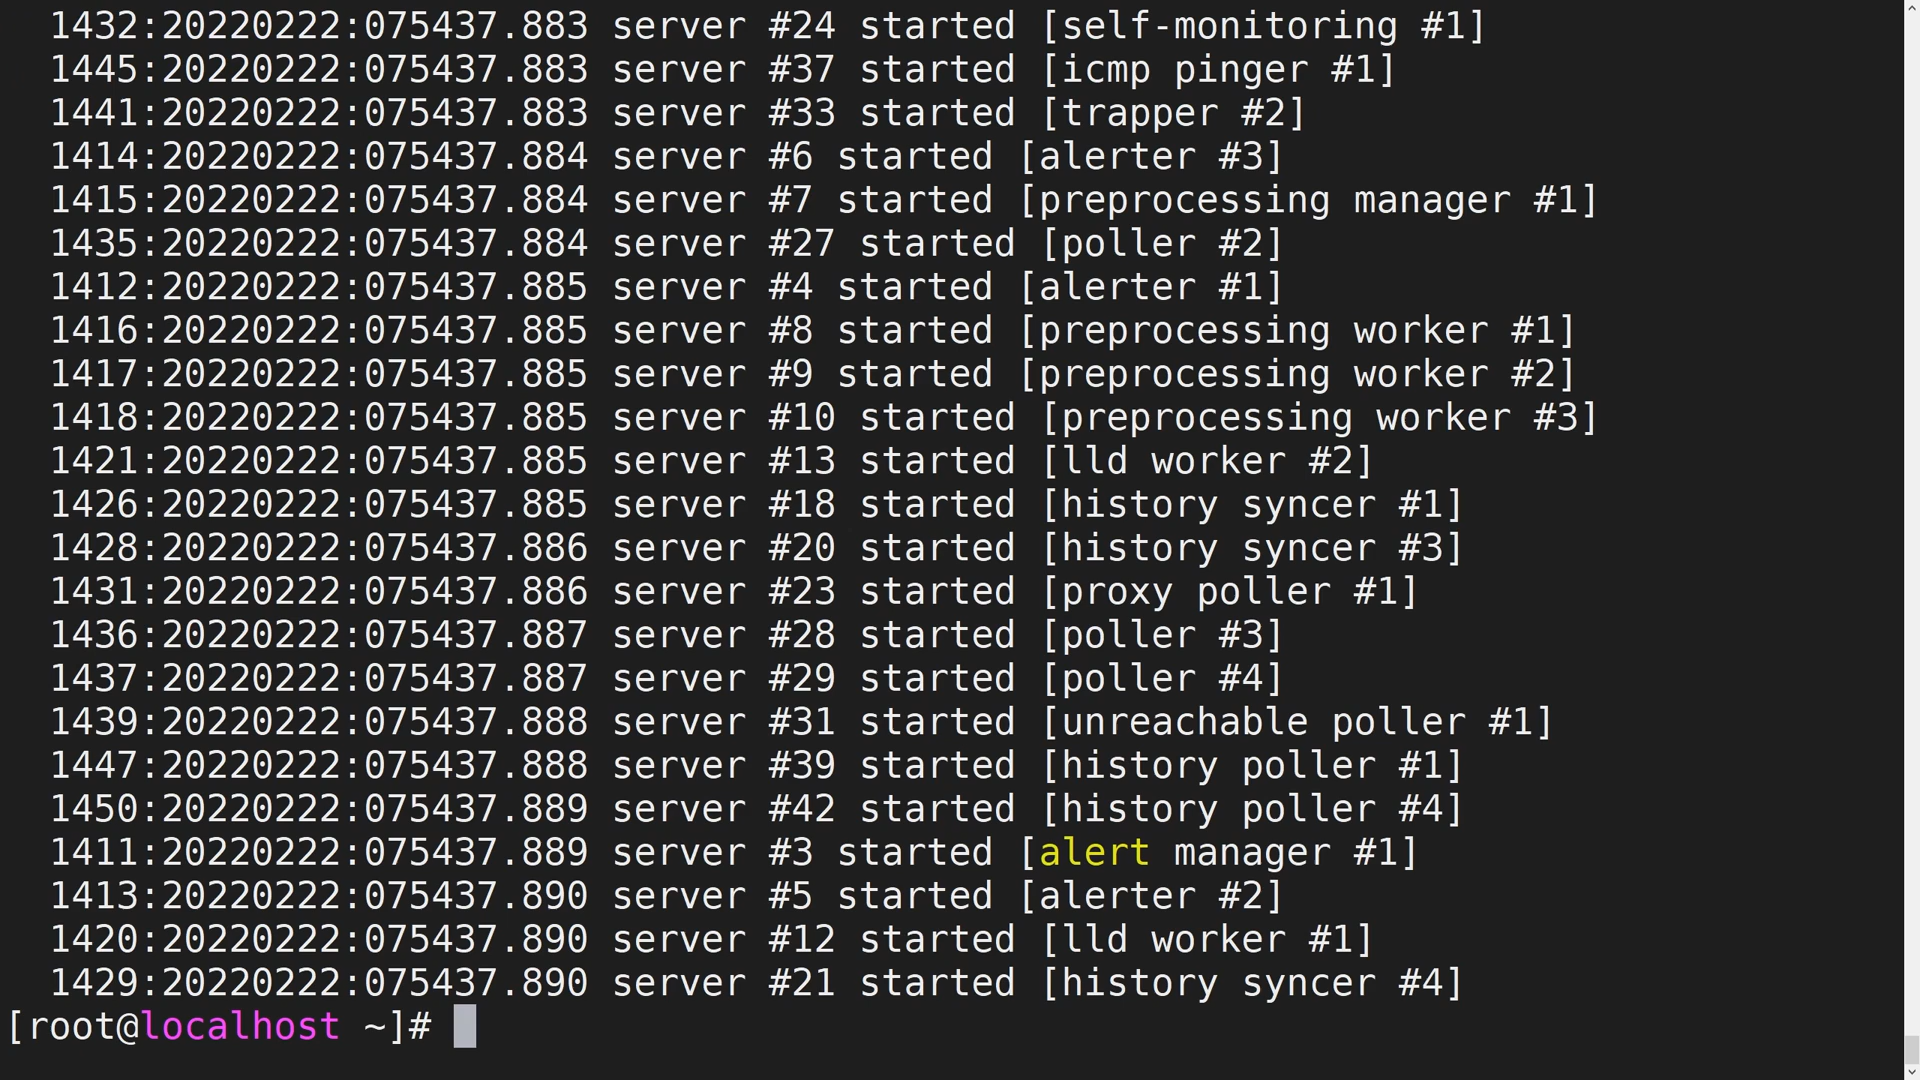 1432:20220222:075437.883 server #24 started [self-monitoring #1]
1445:20220222:075437.883 server #37 started [icmp pinger #1]
1441:20220222:075437.883 server #33 started [trapper #2]
1414:20220222:075437.884 server #6 started [alerter #3]
1415:20220222:075437.884 server #7 started [preprocessing manager #1]
1435:20220222:075437.884 server #27 started [poller #2]
1412:20220222:075437.885 server #4 started [alerter #1]
1416:20220222:075437.885 server #8 started [preprocessing worker #1]
1417:20220222:075437.885 server #9 started [preprocessing worker #2]
1418:20220222:075437.885 server #10 started [preprocessing worker #3]
1421:20220222:075437.885 server #13 started [lld worker #2]
1426:20220222:075437.885 server #18 started [history syncer #1]
1428:20220222:075437.886 server #20 started [history syncer #3]
1431:20220222:075437.886 server #23 started [proxy poller #1]
1436:20220222:075437.887 server #28 started [poller #3]
1437:20220222:075437.887 server #29 started [poller #4]
1439:20220222:075437.888 server #31 started [unreachable poller #1]
1447:20220222:075437.888 server #39 started [history poller #1]
1450:20220222:075437.889 server #42 started [history poller #4]
1411:20220222:075437.889 server #3 started [alert manager #1]
1413:20220222:075437.890 server #5 started [alerter #2]
1420:20220222:075437.890 server #12 started [lld worker #1]
1429:20220222:075437.890 server #21 started [history syncer #4]
[root@localhost ~]#